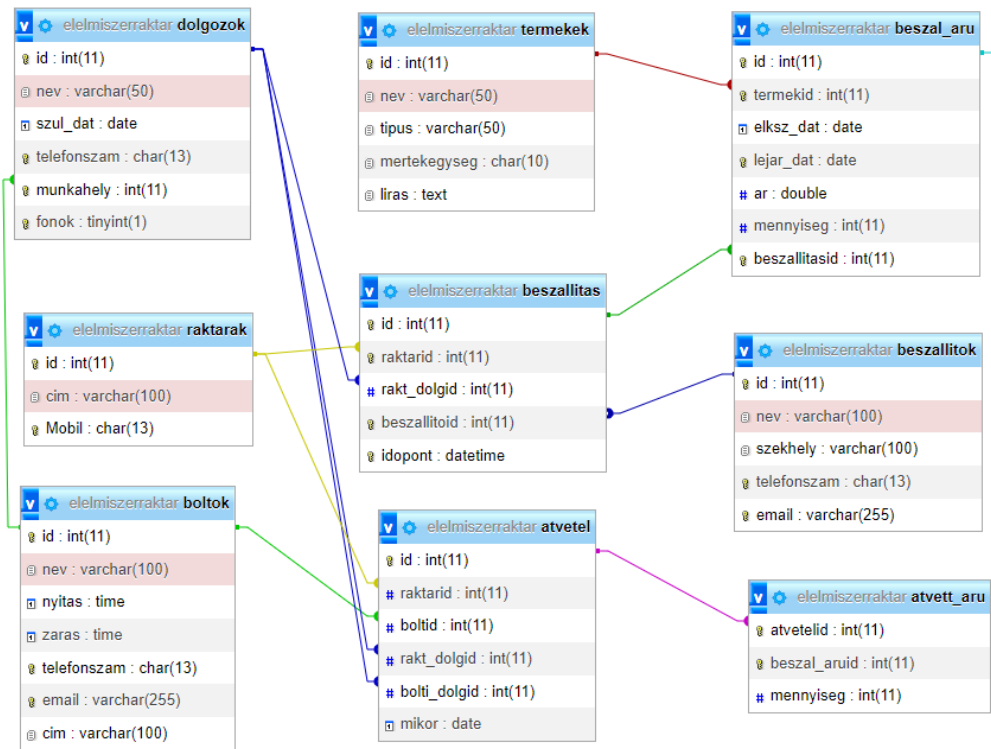 elelmiszerraktar dolgozok
id : int(11)
nev : varchar(50)
szul_dat : date
telefonszam : char(13)
munkahely : int(11)
fonok : tinyint(1)
elelmiszerraktar termekek
id : int(11)
nev : varchar(50)
tipus : varchar(50)
mertekegyseg : char(10)
liras : text
elelmiszerraktar beszal_aru
id : int(11)
termekid : int(11)
elksz_dat : date
lejar_dat : date
ar : double
mennyiseg : int(11)
beszallitasid : int(11)
elelmiszerraktar raktarak
id : int(11)
cim : varchar(100)
Mobil : char(13)
elelmiszerraktar beszallitas
id : int(11)
raktarid : int(11)
rakt_dolgid : int(11)
beszallitoid : int(11)
idopont : datetime
elelmiszerraktar beszallitok
id : int(11)
nev : varchar(100)
szekhely : varchar(100)
telefonszam : char(13)
email : varchar(255)
elelmiszerraktar boltok
id : int(11)
nev : varchar(100)
nyitas : time
zaras : time
telefonszam : char(13)
email : varchar(255)
cim : varchar(100)
elelmiszerraktar atvetel
id : int(11)
raktarid : int(11)
boltid : int(11)
rakt_dolgid : int(11)
bolti_dolgid : int(11)
mikor : date
elelmiszerraktar atvett_aru
atvetelid : int(11)
beszal_aruid : int(11)
mennyiseg : int(11)